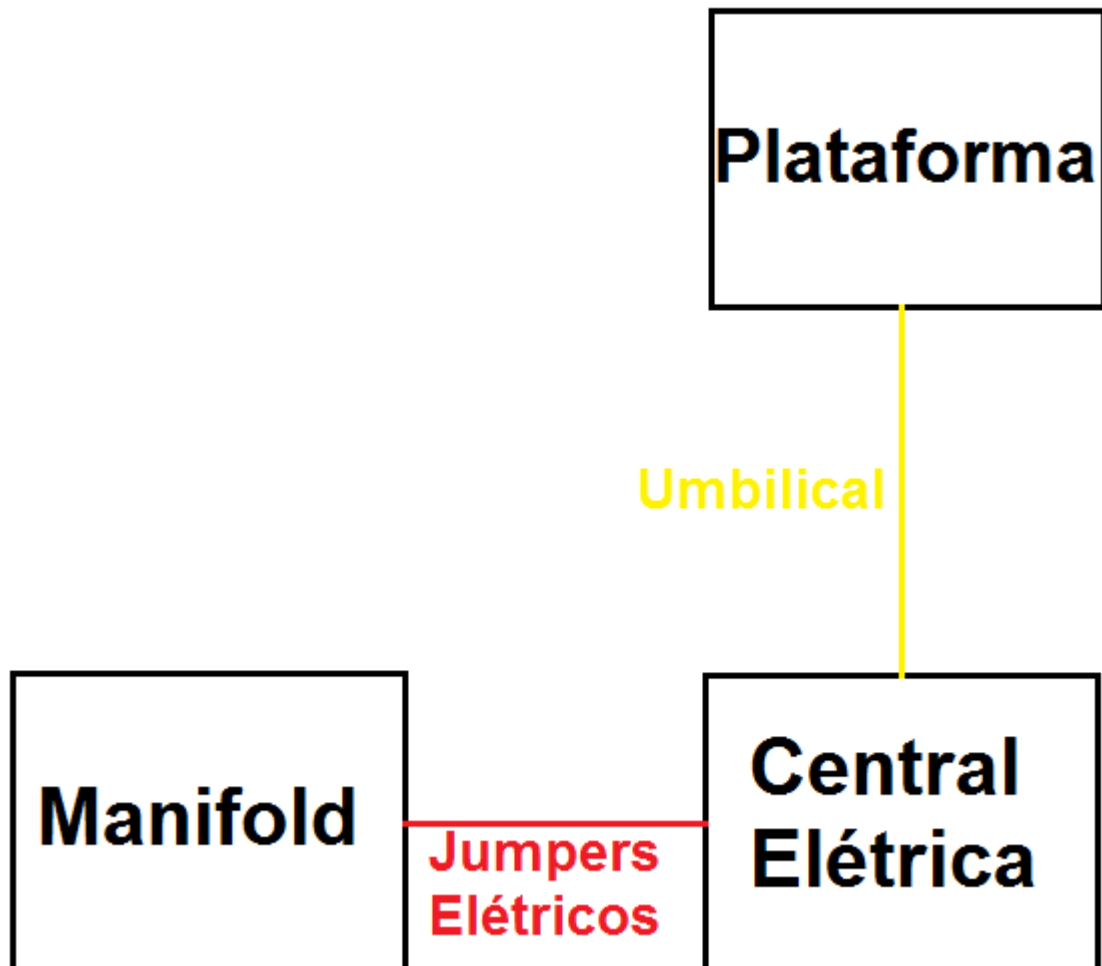 Plataforma
Umbilical
Manifold
Jumpers
Elétricos
Central
Elétrica